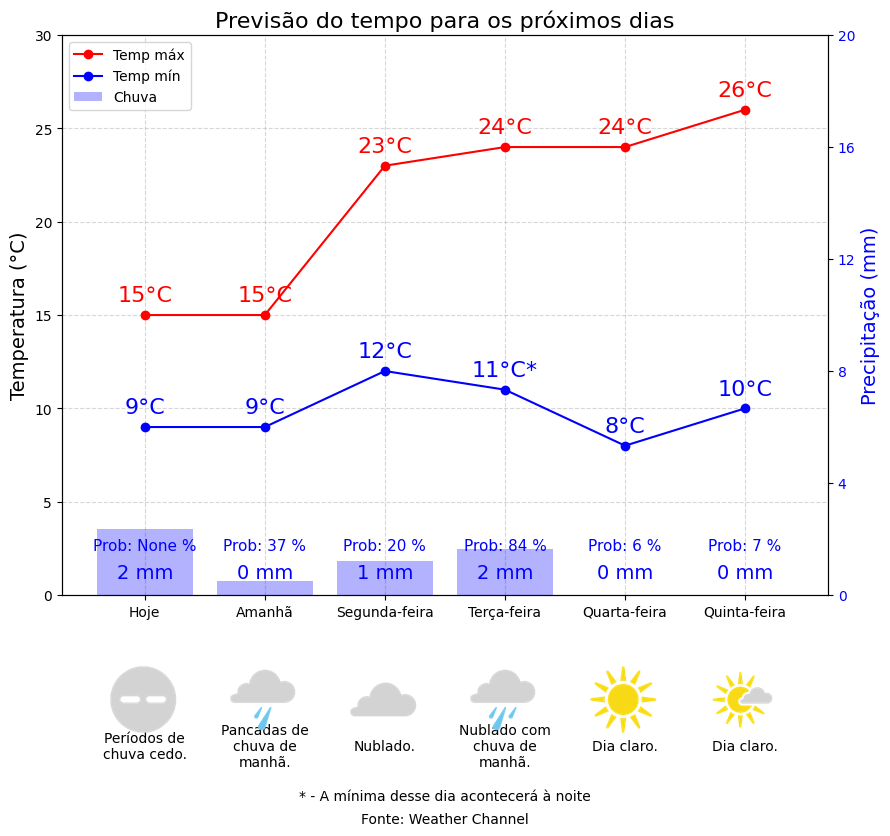 Previsão do tempo para os próximos dias
Temp máx
Temp mín
Chuva
Temperatura (°C)
Precipitação (mm)
30
25
20
15
10
5
0
20
16
12
8
4
0
15°C 15°C 23°C 24°C 24°C 26°C
9°C 9°C 12°C 11°C* 8°C 10°C
Prob: None % Prob: 37 % Prob: 20 % Prob: 84 % Prob: 6 % Prob: 7 %
2 mm 0 mm 1 mm 2 mm 0 mm 0 mm
Hoje Amanhã Segunda-feira Terça-feira Quarta-feira Quinta-feira
Períodos de
chuva cedo.
Pancadas de
chuva de
manhã.
Nublado.
Nublado com
chuva de
manhã.
Dia claro.
Dia claro.
* - A mínima desse dia acontecerá à noite
Fonte: Weather Channel